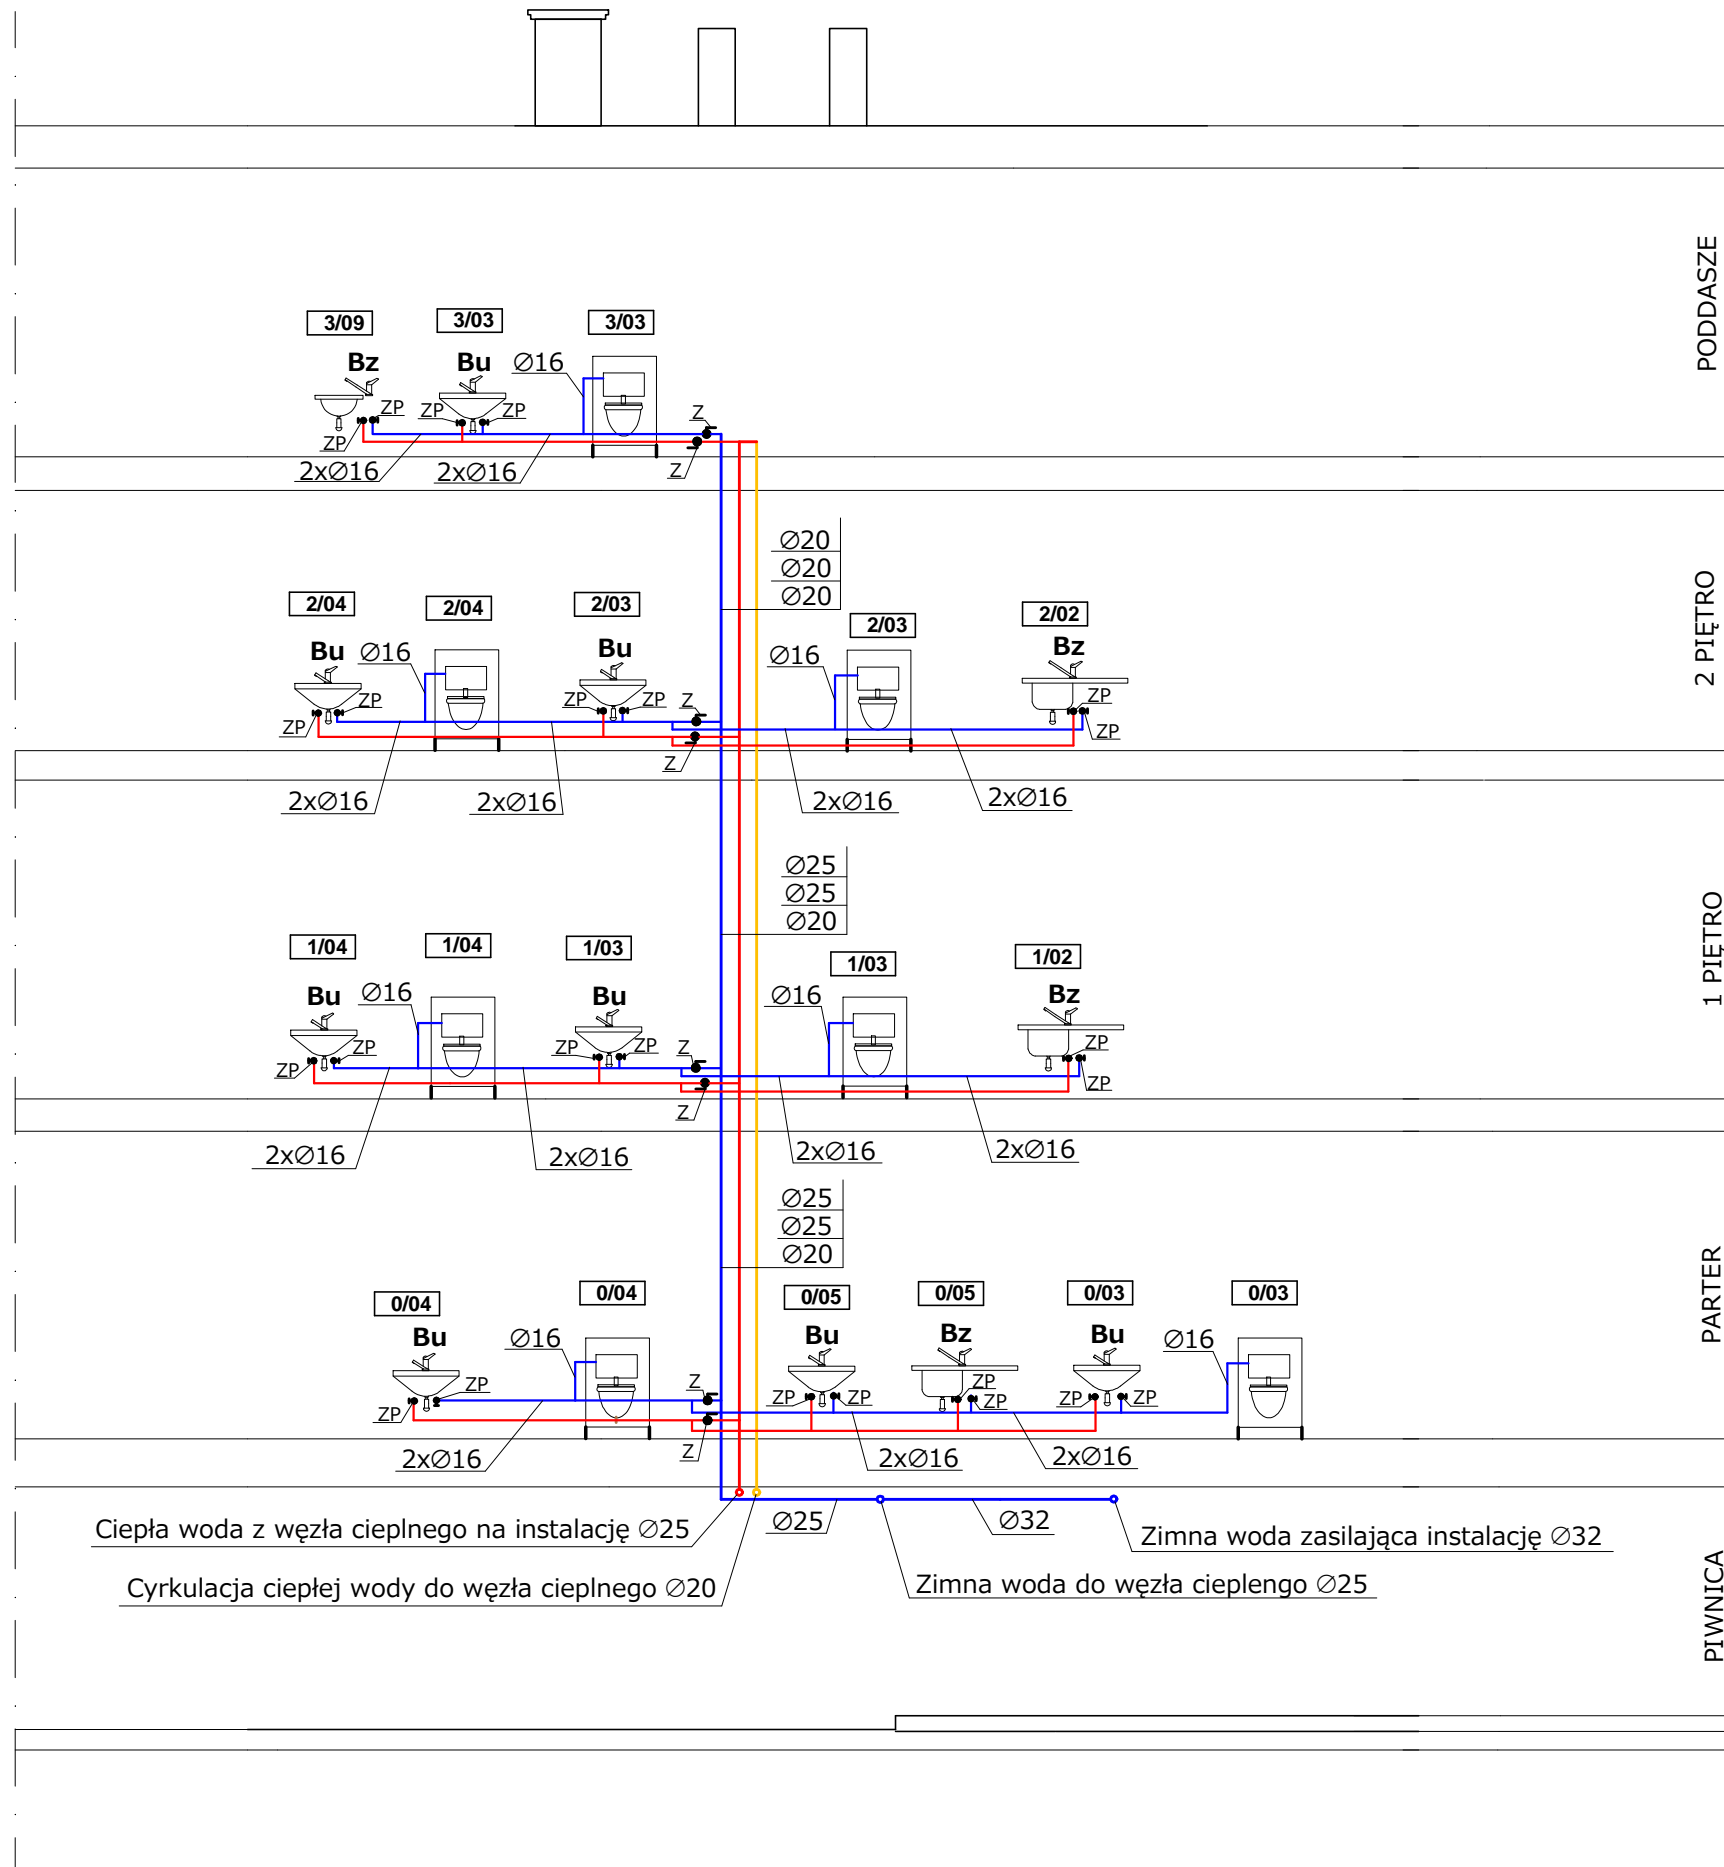 PODDASZE
3/09
3/03
3/03
Bz
Bu
Ø16
ZP
ZP
ZP
ZP
Z
Z
2xØ16
2xØ16
Ø20
Ø20
Ø20
2 PIĘTRO
2/04
2/04
2/03
2/03
2/02
Bu
Ø16
Bu
Ø16
Bz
ZP
ZP
ZP
ZP
Z
Z
ZP
ZP
2xØ16
2xØ16
2xØ16
2xØ16
Ø25
Ø25
Ø20
1 PIĘTRO
1/04
1/04
1/03
1/03
1/02
Bu
Ø16
Bu
Ø16
Bz
ZP
ZP
ZP
ZP
Z
Z
ZP
ZP
2xØ16
2xØ16
2xØ16
2xØ16
Ø25
Ø25
Ø20
PARTER
0/04
0/04
0/05
0/05
0/03
0/03
Bu
Ø16
Bu
Bz
Bu
Ø16
ZP
ZP
Z
Z
ZP
ZP
ZP
ZP
ZP
ZP
2xØ16
2xØ16
2xØ16
Ciepła woda z węzła cieplnego na instalację Ø25
Ø25
Ø32
Zimna woda zasilająca instalację Ø32
Cyrkulacja ciepłej wody do węzła cieplnego Ø20
Zimna woda do węzła cieplengo Ø25
PIWNICA